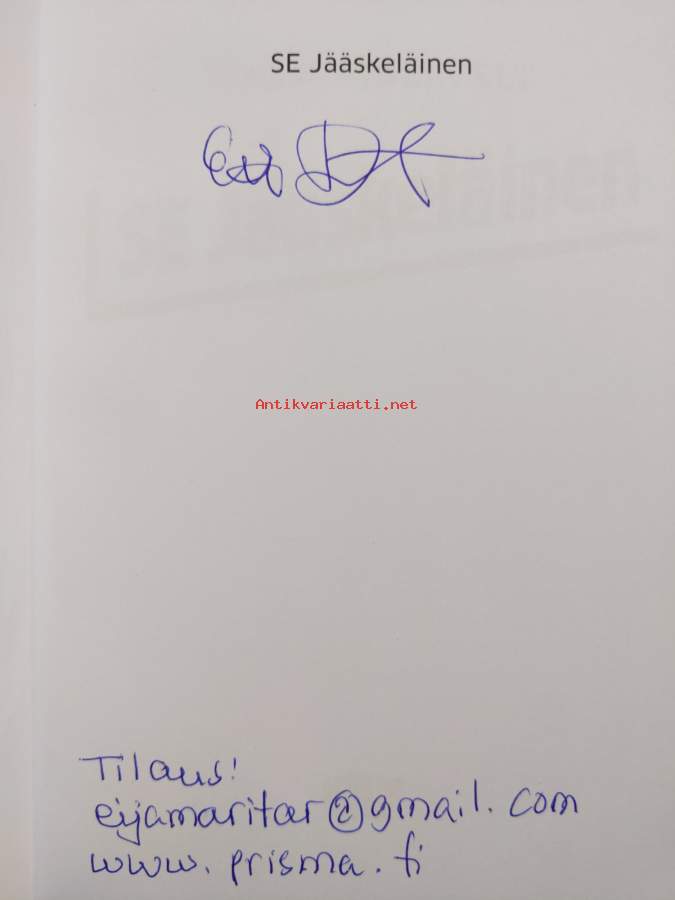 SE Jääskeläinen
Antikvariaatti.net
Tilaus!
eijamaritar@gmail.com
www.prisma.fi